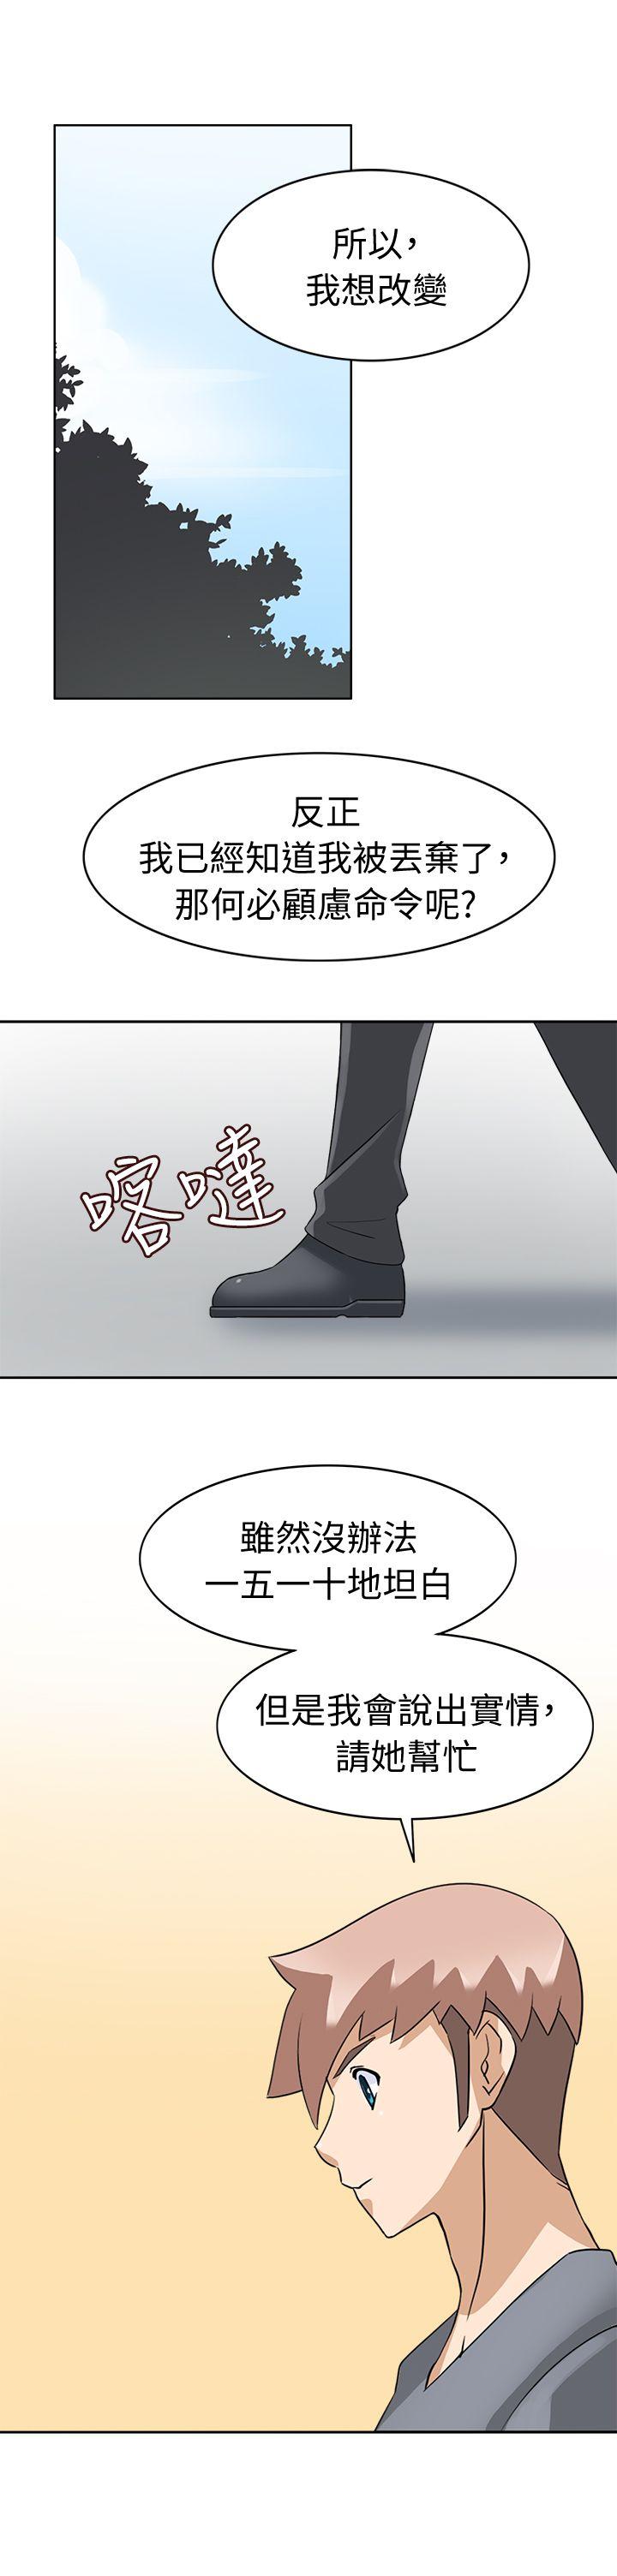 所以，
我想改變
反正
我已經知道我被丟棄了，
那何必顧慮命令呢？
喀噠
雖然沒辦法
一五一十地坦白
但是我會說出實情，
請她幫忙